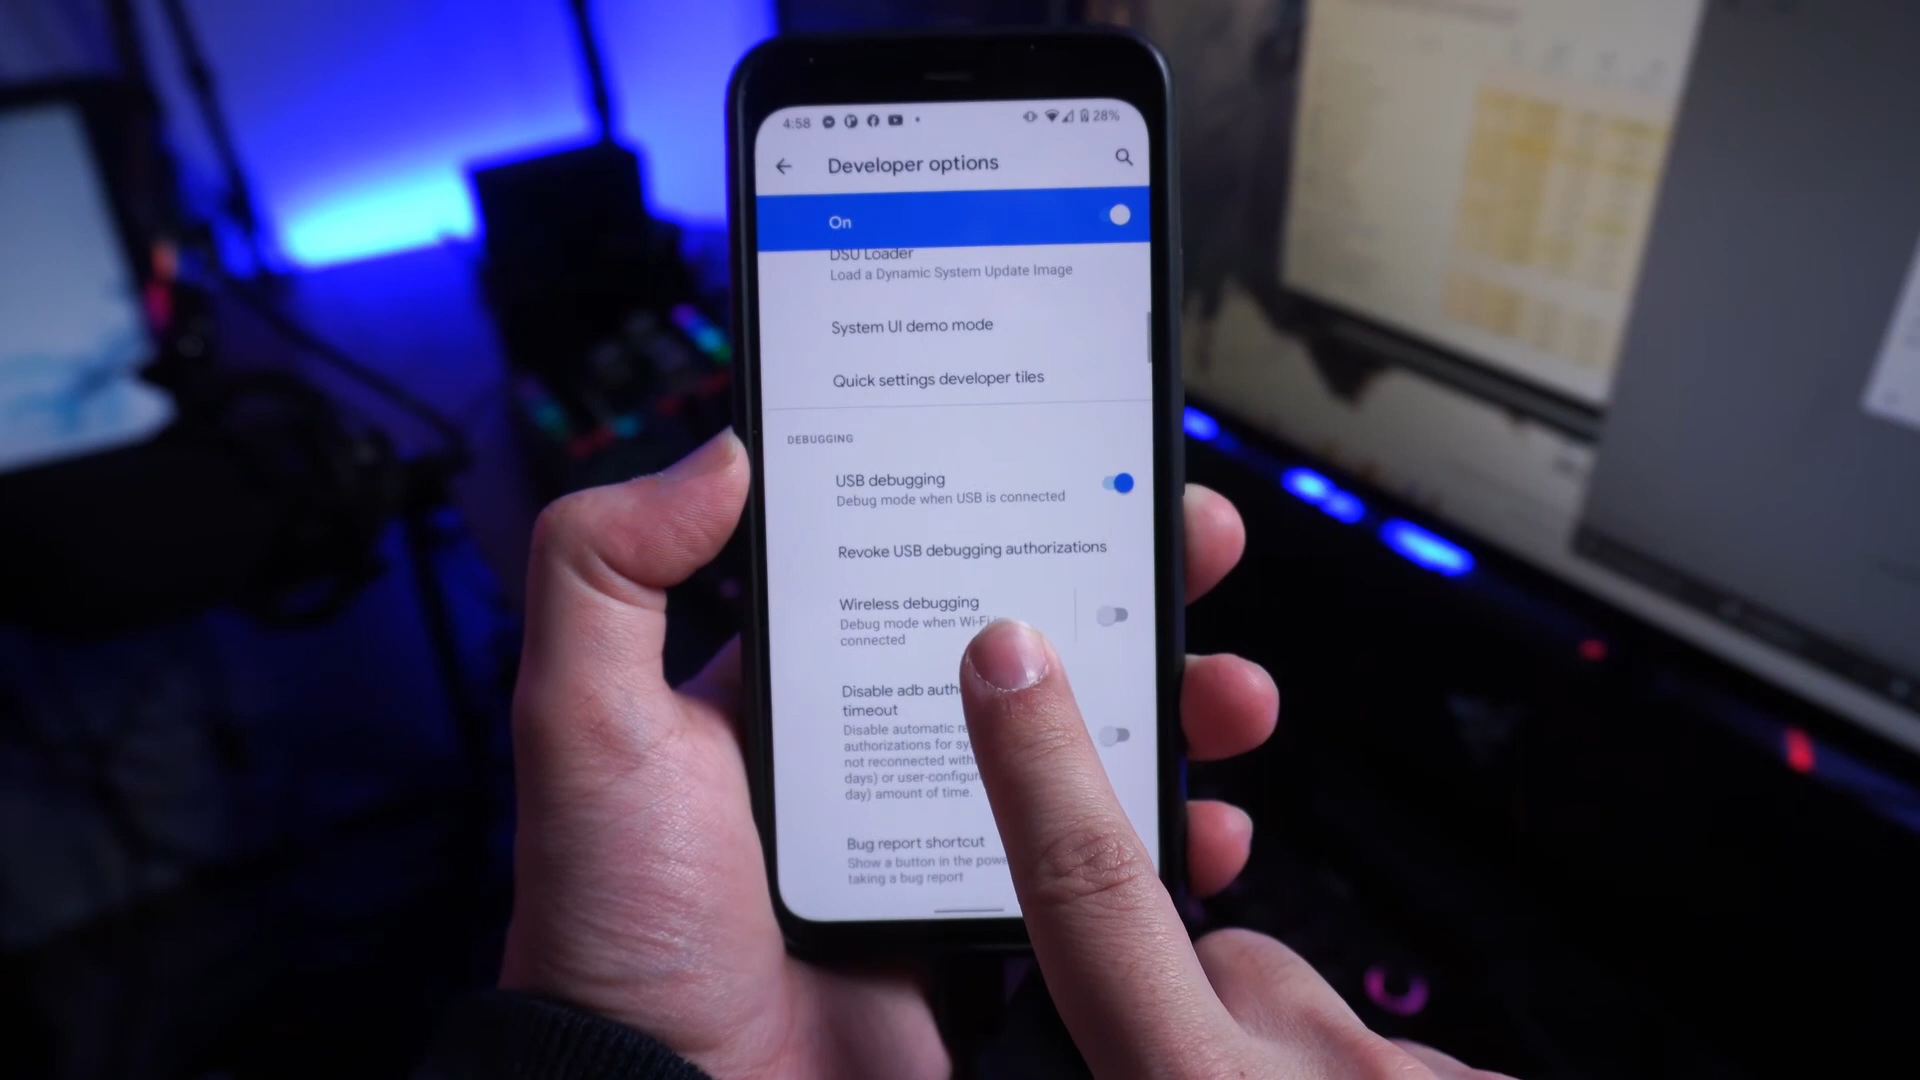 4:58
28%
Developer options
On
DSU Loader
Load a Dynamic System Update Image
System UI demo mode
Quick settings developer tiles
DEBUGGING
USB debugging
Debug mode when USB is connected
Revoke USB debugging authorizations
Wireless debugging
Debug mode when Wi-Fi
connected
Disable adb auth
timeout
Disable automatic re
authorizations for sy
not reconnected with
days) or user-configur
day) amount of time.
Bug report shortcut
Show a button in the powe
taking a bug report